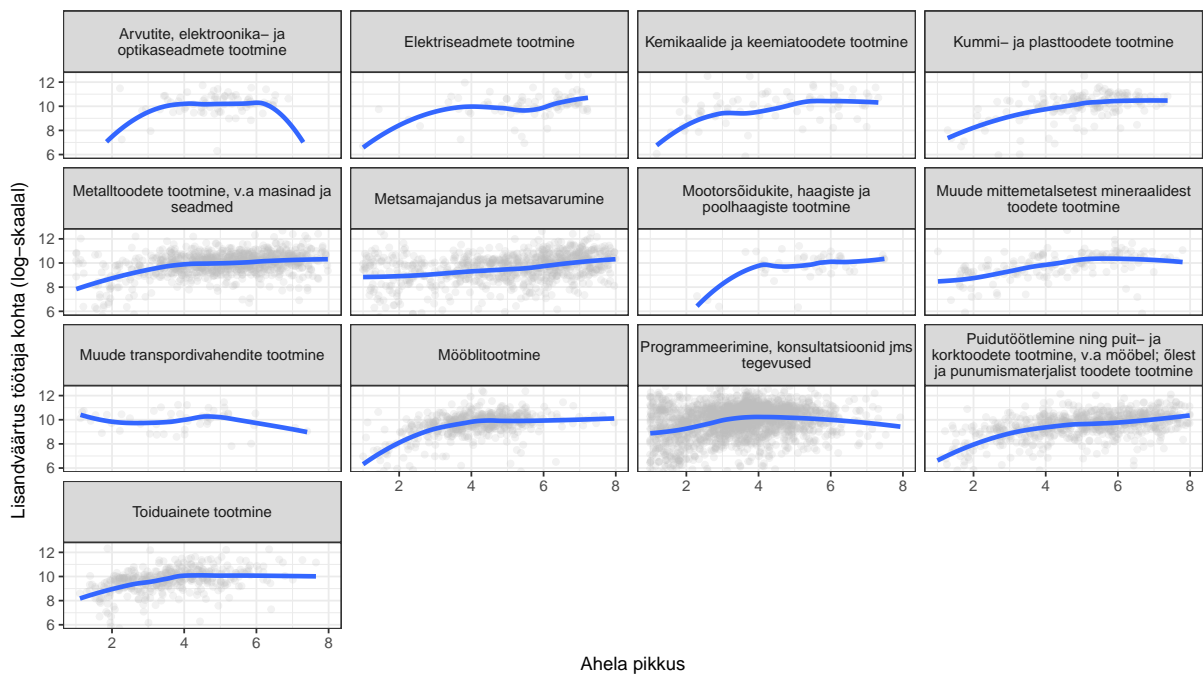 Arvutite, elektroonika– ja
optikaseadmete tootmine
Elektriseadmete tootmine
Kemikaalide ja keemiatoodete tootmine
Kummi– ja plasttoodete tootmine
12
10
8
6
Metalltoodete tootmine, v.a masinad ja
seadmed
Metsamajandus ja metsavarumine
Mootorsõidukite, haagiste ja
poolhaagiste tootmine
Muude mittemetalsetest mineraalidest
toodete tootmine
12
10
8
6
Muude transpordivahendite tootmine
Mööblitootmine
Programmeerimine, konsultatsioonid jms
tegevused
Puidutöötlemine ning puit– ja
korktoodete tootmine, v.a mööbel; õlest
ja punumismaterjalist toodete tootmine
12
10
8
6
2 4 6 8
2 4 6 8
2 4 6 8
Toiduainete tootmine
12
10
8
6
2 4 6 8
Ahela pikkus
Lisandväärtus töötaja kohta (log–skaalal)